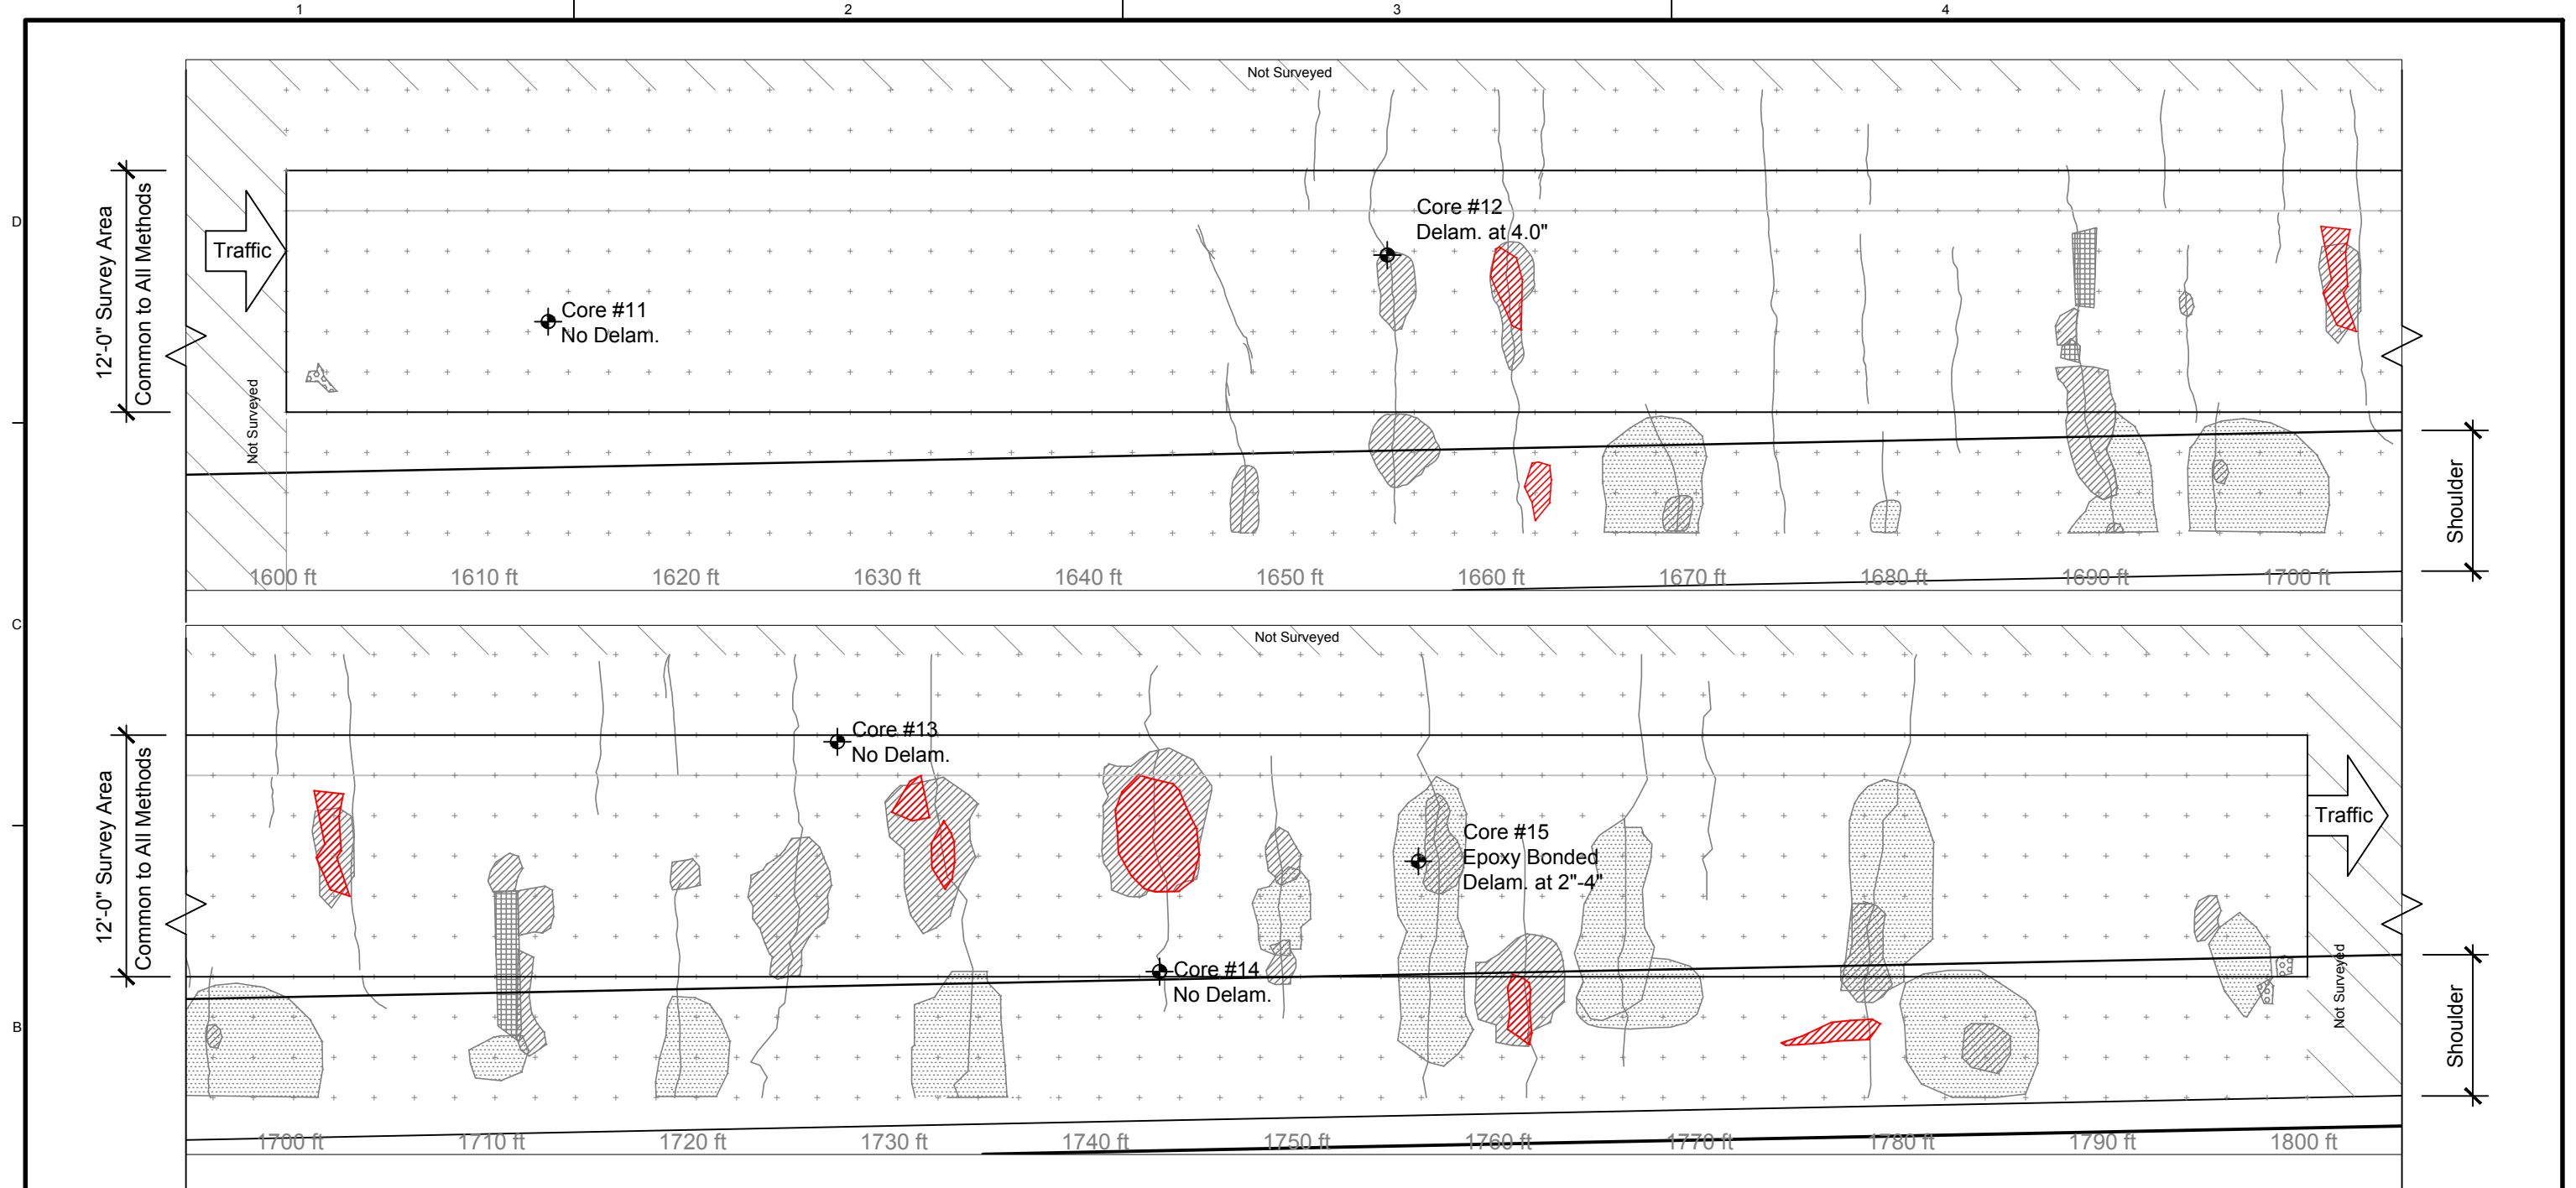 1
2
3
4
Not Surveyed
D
Core #12
Delam. at 4.0"
Traffic
12'-0" Survey Area
Common to All Methods
Core #11
No Delam.
Not Surveyed
Shoulder
1600 ft
1610 ft
1620 ft
1630 ft
1640 ft
1650 ft
1660 ft
1670 ft
1680 ft
1690 ft
1700 ft
C
Not Surveyed
Core #13
No Delam.
12'-0" Survey Area
Common to All Methods
Traffic
Core #15
Epoxy Bonded
Delam. at 2"-4"
Core #14
No Delam.
Not Surveyed
B
Shoulder
1700 ft
1710 ft
1720 ft
1730 ft
1740 ft
1750 ft
1760 ft
1770 ft
1780 ft
1790 ft
1800 ft